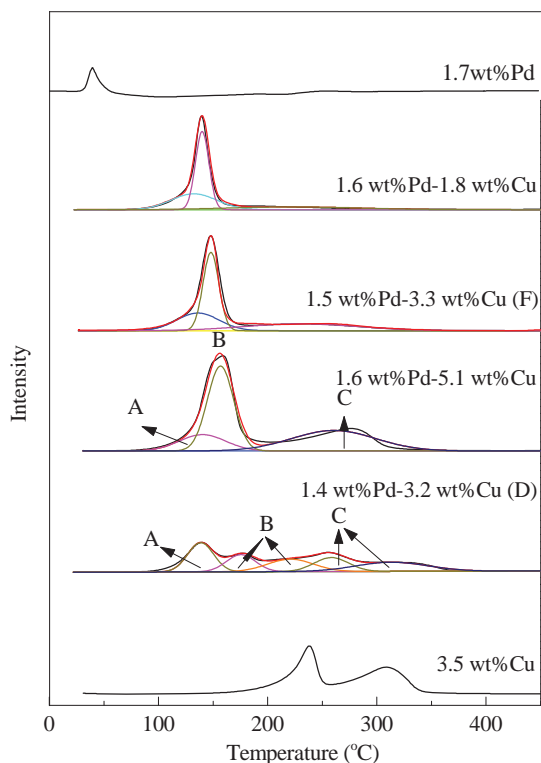 1.7wt%Pd
1.6 wt%Pd-1.8 wt%Cu
1.5 wt%Pd-3.3 wt%Cu (F)
B
1.6 wt%Pd-5.1 wt%Cu
A
C
1.4 wt%Pd-3.2 wt%Cu (D)
A
B
C
3.5 wt%Cu
Intensity
0 100 200 300 400
Temperature (°C)